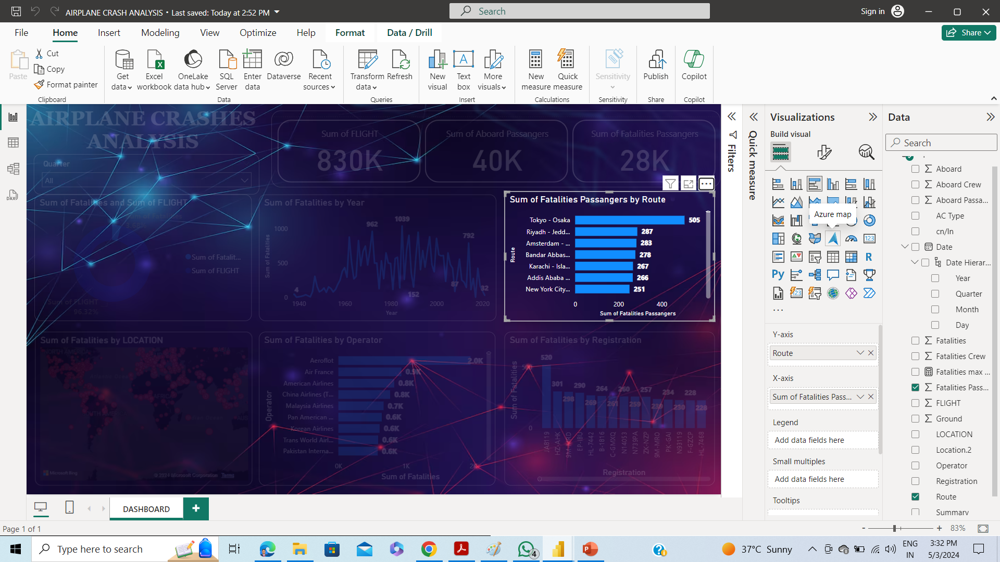 AIRPLANE CRASH ANALYSIS • Last saved: Today at 2:52 PM
Search
Sign in
File
Home
Insert
Modeling
View
Optimize
Help
Format
Data / Drill
Share
Paste
Cut
Copy
Format painter
Get data
Excel workbook
OneLake data hub
SQL Server
Enter data
Dataverse
Recent sources
Transform data
Refresh
New visual
Text box
More visuals
New measure
Quick measure
Sensitivity
Publish
Copilot
Clipboard
Data
Queries
Insert
Calculations
Sensitivity
Share
Copilot
AIRPLANE CRASHES
ANALYSIS
Quarter
All
Sum of FLIGHT
830K
Sum of Aboard Passangers
40K
Sum of Fatalities Passangers
28K
Sum of Fatalities and Sum of FLIGHT
Sum of Fatalit...
Sum of FLIGHT
Sum of FLIGHT
96.32%
Sum of Fatalities by Year
Sum of Fatalities
1000
500
0
4
962
1039
152
87
792
32
1940
1960
1980
2000
2020
Year
Sum of Fatalities Passangers by Route
Route
Tokyo - Osaka 505
Riyadh - Jedd... 287
Amsterdam - ... 283
Bandar Abbas... 278
Karachi - Isla... 267
Addis Ababa ... 266
New York City... 251
0 200 400
Sum of Fatalities Passangers
Sum of Fatalities by LOCATION
NORTH AMERICA
AFRICA
Microsoft Bing
© 2024 Microsoft Corporation Terms
Sum of Fatalities by Operator
Operator
Aeroflot 2.0K
Air France 0.9K
American Airlines 0.8K
China Airlines (T... 0.8K
Malaysia Airlines 0.7K
Pan American ... 0.6K
Korean Airlines 0.6K
Trans World Airl... 0.6K
Pakistan Interna... 0.6K
0K 1K
Sum of Fatalities
Sum of Fatalities by Registration
Sum of Fatalities
0
520
301
298
290
269
264
261
260
259
257
230
234
230
228
228
JA8119
HZ-AHK
EP-IBU
HL-7442
B-1816
C-GMXQ
N14053
N739PA
ZK-NZP
9M-MRO
PK-GAI
N93119
F-GZCP
HL-7468
Registration
Filters
Quick measure
Visualizations
Build visual
Azure map
123
R
Py
123
...
Y-axis
Route
X-axis
Sum of Fatalities Pass...
Legend
Add data fields here
Small multiples
Add data fields here
Tooltips
Data
Search
Aboard
Aboard Crew
Aboard Passa...
AC Type
cn/ln
Date
Date Hierar...
Year
Quarter
Month
Day
Fatalities
Fatalities Crew
Fatalities max ...
Fatalities Pass...
FLIGHT
Ground
LOCATION
Location.2
Operator
Registration
Route
Summary
DAX
DASHBOARD
+
Page 1 of 1
- + 83%
Type here to search
4
37°C Sunny
ENG
IN
3:32 PM
5/3/2024